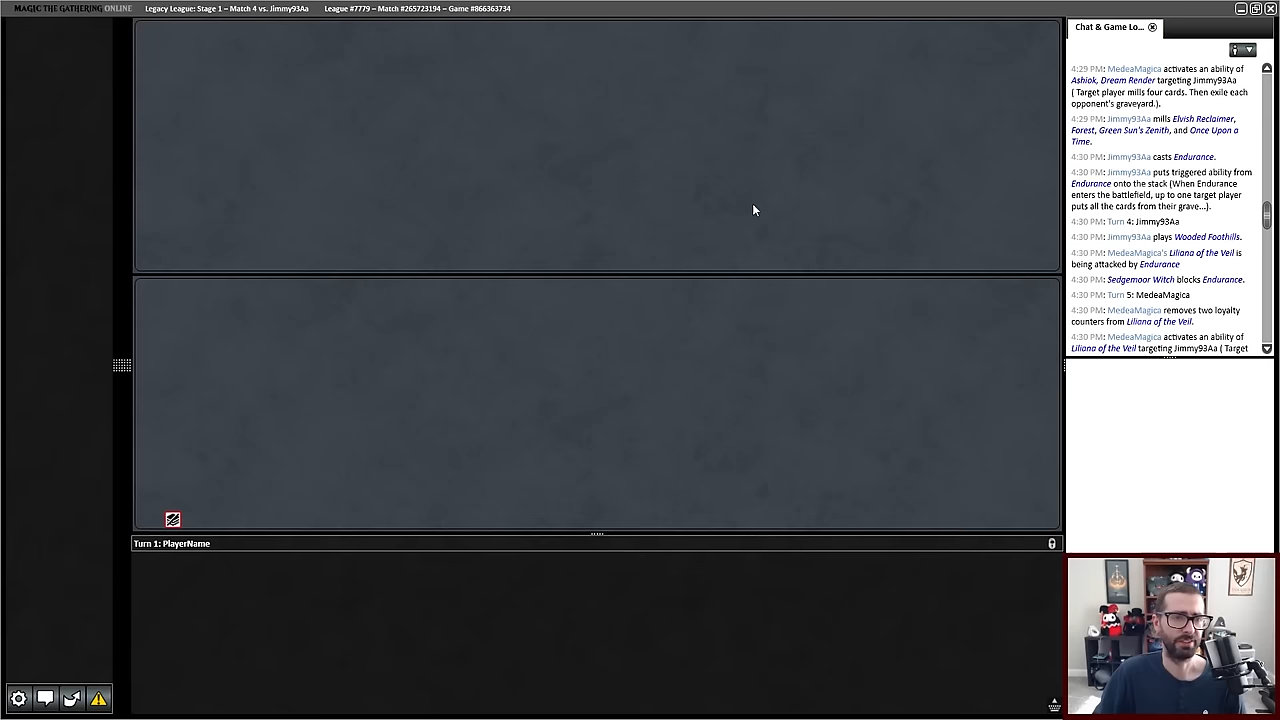 MAGIC THE GATHERING ONLINE Legacy League: Stage 1 – Match 4 vs. Jimmy93Aa League #7779 – Match #265723194 – Game #866363734
Chat & Game Lo...
4:29 PM: MedeaMagica activates an ability of
Ashiok, Dream Render targeting Jimmy93Aa
( Target player mills four cards. Then exile each
opponent's graveyard.).
4:29 PM: Jimmy93Aa mills Elvish Reclaimer,
Forest, Green Sun's Zenith, and Once Upon a
Time.
4:30 PM: Jimmy93Aa casts Endurance.
4:30 PM: Jimmy93Aa puts triggered ability from
Endurance onto the stack (When Endurance
enters the battlefield, up to one target player
puts all the cards from their grave...).
4:30 PM: Turn 4: Jimmy93Aa
4:30 PM: Jimmy93Aa plays Wooded Foothills.
4:30 PM: MedeaMagica's Liliana of the Veil is
being attacked by Endurance
4:30 PM: Sedgemoor Witch blocks Endurance.
4:30 PM: Turn 5: MedeaMagica
4:30 PM: MedeaMagica removes two loyalty
counters from Liliana of the Veil.
4:30 PM: MedeaMagica activates an ability of
Liliana of the Veil targeting Jimmy93Aa ( Target
Turn 1: PlayerName